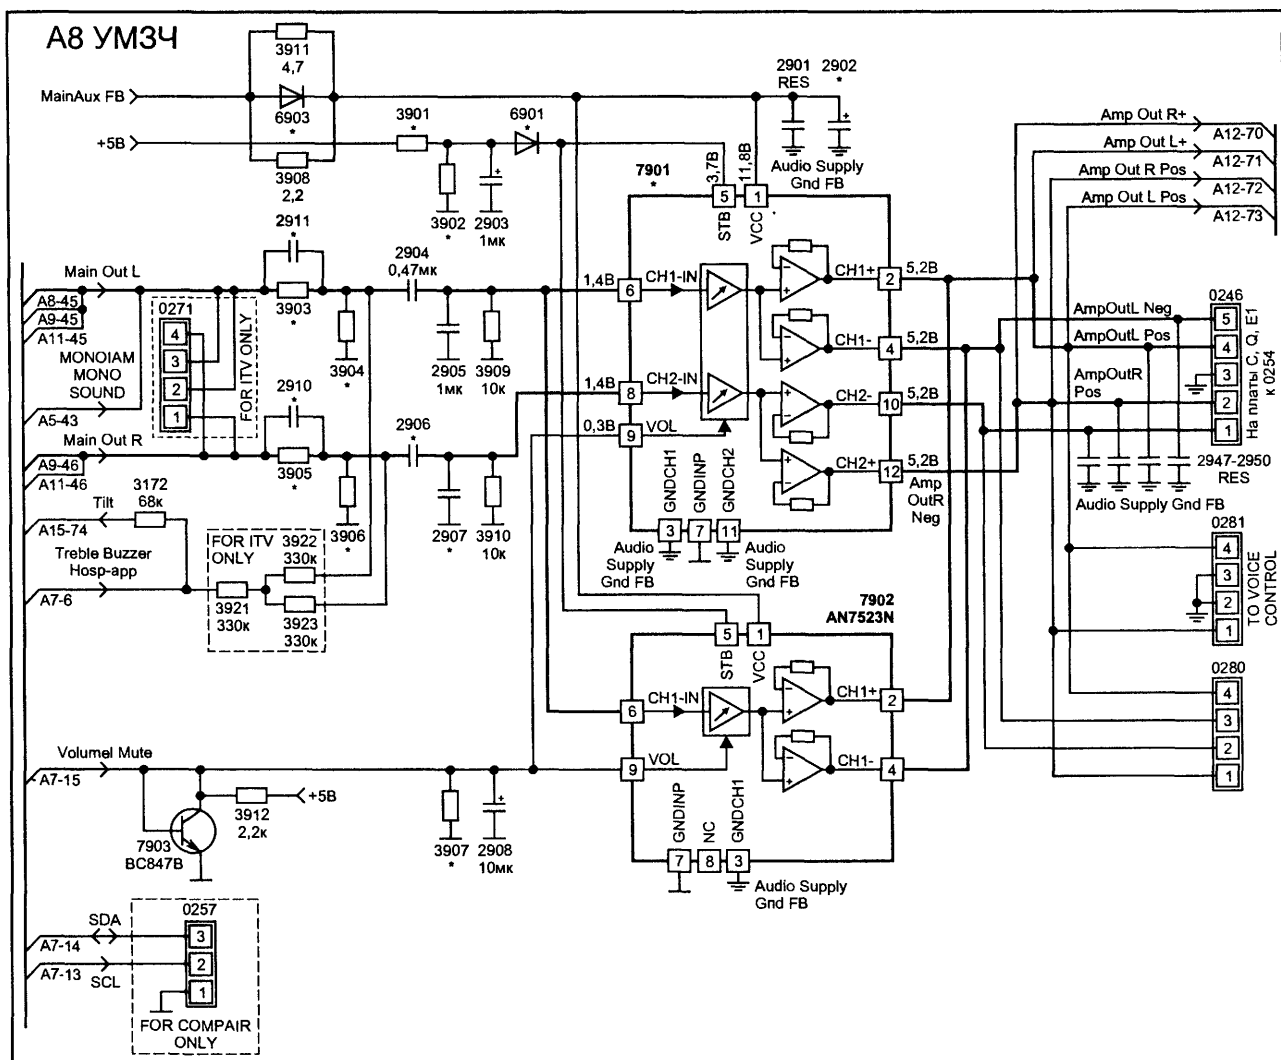 А8 УМЗЧ
3911
4,7
MainAux FB
6903
*
+5В
3908
2,2
3901
*
6901
*
2901
RES
2902
*
Audio Supply
Gnd FB
3902
*
2903
1мк
7901
*
3,7В
11,8В
5
1
STB
VCC
Amp Out R+
A12-70
Amp Out L+
A12-71
Amp Out R Pos
A12-72
Amp Out L Pos
A12-73
2911
*
Main Out L
A8-45
A9-45
A11-45
MONOIAM
MONO
SOUND
A5-43
Main Out R
A9-46
A11-46
0271
4
3
2
1
FOR ITV ONLY
3903
*
2904
0,47мк
3904
*
2905
1мк
3909
10к
2910
*
3905
*
2906
3906
*
2907
*
3910
10к
1,4В
6
CH1-IN
1,4В
8
CH2-IN
0,3В
9
VOL
CH1+
2
5,2В
CH1-
4
5,2В
CH2-
10
5,2В
CH2+
12
5,2В
Amp
OutR
Neg
GNDCH1
GNDINP
GNDCH2
3
7
11
Audio
Supply
Gnd FB
Audio
Supply
Gnd FB
AmpOutL Neg
AmpOutL Pos
AmpOutR
Pos
0246
5
4
3
2
1
На платы C, Q, E1
к 0254
2947-2950
RES
Audio Supply Gnd FB
Tilt
3172
68к
A15-74
Treble Buzzer
Hosp-app
A7-6
FOR ITV
ONLY
3922
330к
3921
330к
3923
330к
0281
4
3
2
1
TO VOICE
CONTROL
0280
4
3
2
1
7902
AN7523N
5
1
STB
VCC
6
CH1-IN
9
VOL
CH1+
2
CH1-
4
GNDINP
NC
GNDCH1
7
8
3
Audio Supply
Gnd FB
Volumel Mute
A7-15
3912
2,2к
+5В
7903
BC847B
3907
*
2908
10мк
SDA
A7-14
A7-13
SCL
0257
3
2
1
FOR COMPAIR
ONLY